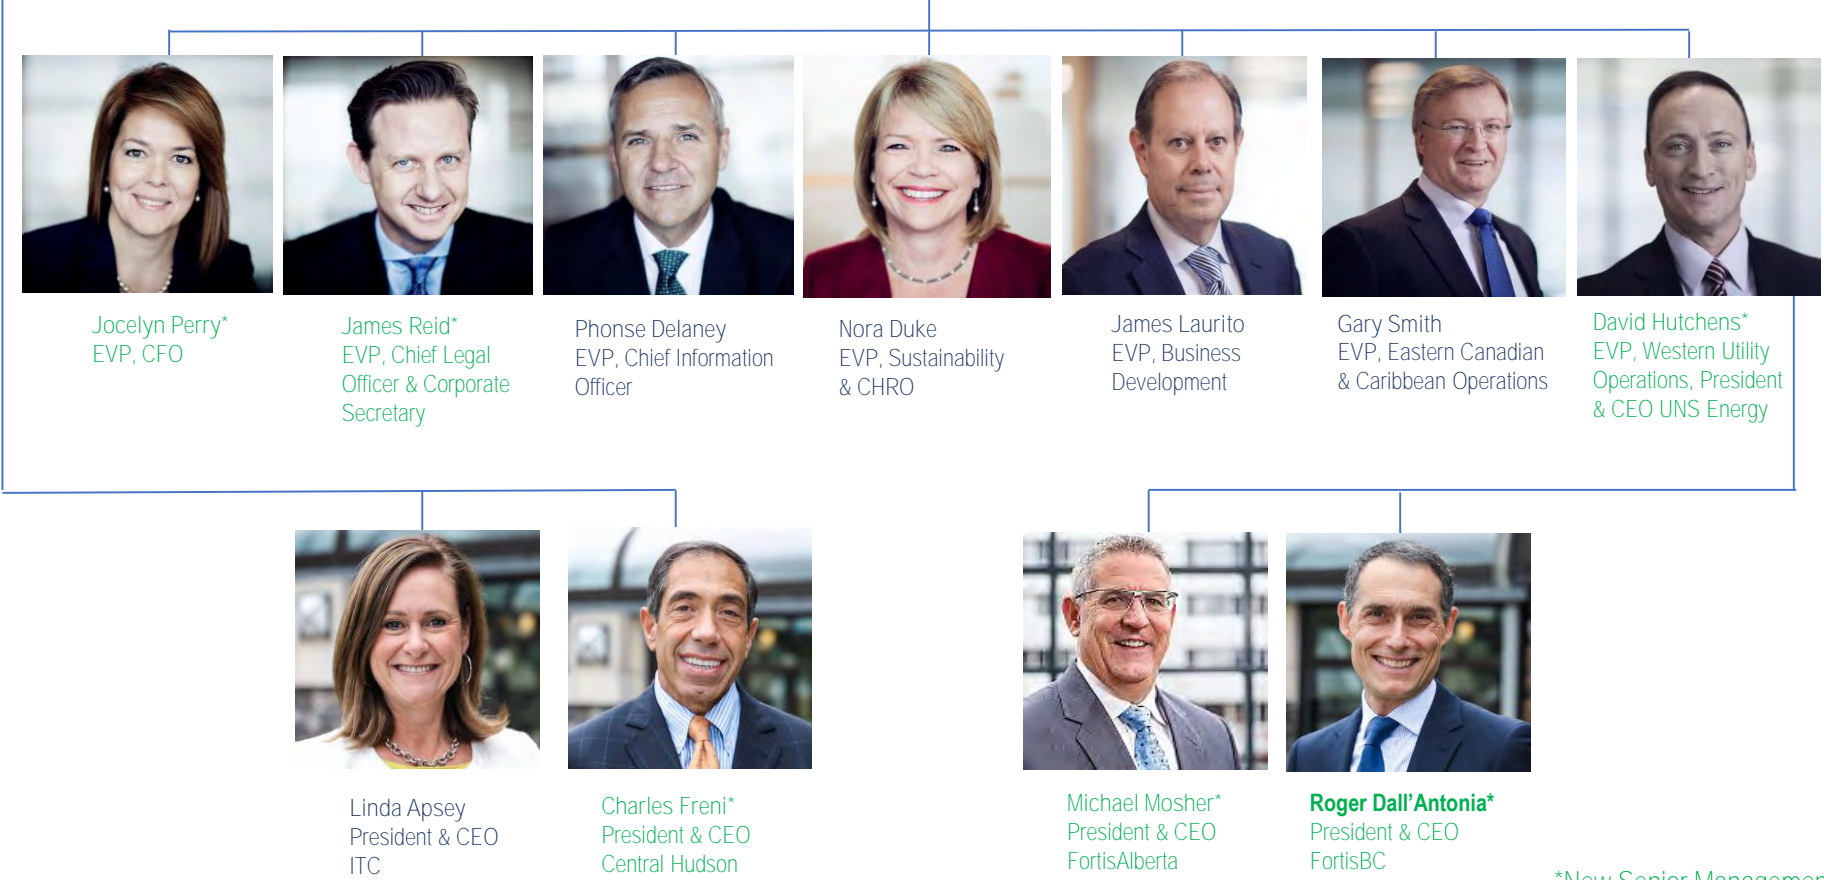 Jocelyn Perry*
EVP, CFO
James Reid*
EVP, Chief Legal
Officer & Corporate
Secretary
Phonse Delaney
EVP, Chief Information
Officer
Nora Duke
EVP, Sustainability
& CHRO
James Laurito
EVP, Business
Development
Gary Smith
EVP, Eastern Canadian
& Caribbean Operations
David Hutchens*
EVP, Western Utility
Operations, President
& CEO UNS Energy
Linda Apsey
President & CEO
ITC
Charles Freni*
President & CEO
Central Hudson
Michael Mosher*
President & CEO
FortisAlberta
Roger Dall'Antonia*
President & CEO
FortisBC
*New Senior Management